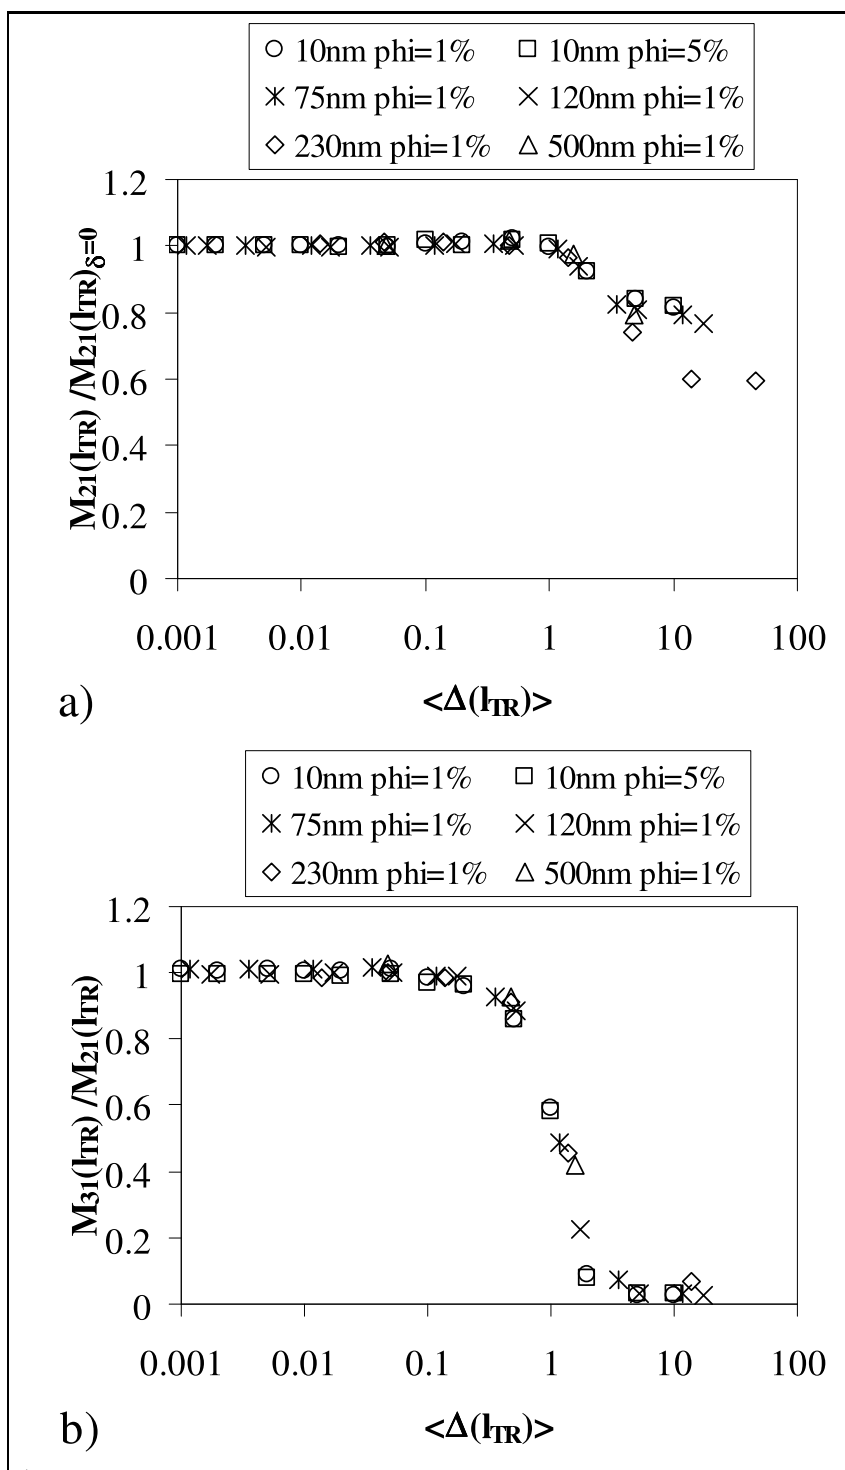 10nm phi=1% 10nm phi=5%
75nm phi=1% 120nm phi=1%
230nm phi=1% 500nm phi=1%
M21(lTR) /M21(lTR)δ=0
1.2
1
0.8
0.6
0.4
0.2
0
0.001 0.01 0.1 1 10 100
a) <Δ(lTR)>
10nm phi=1% 10nm phi=5%
75nm phi=1% 120nm phi=1%
230nm phi=1% 500nm phi=1%
M31(lTR) /M21(lTR)
1.2
1
0.8
0.6
0.4
0.2
0
0.001 0.01 0.1 1 10 100
b) <Δ(lTR)>